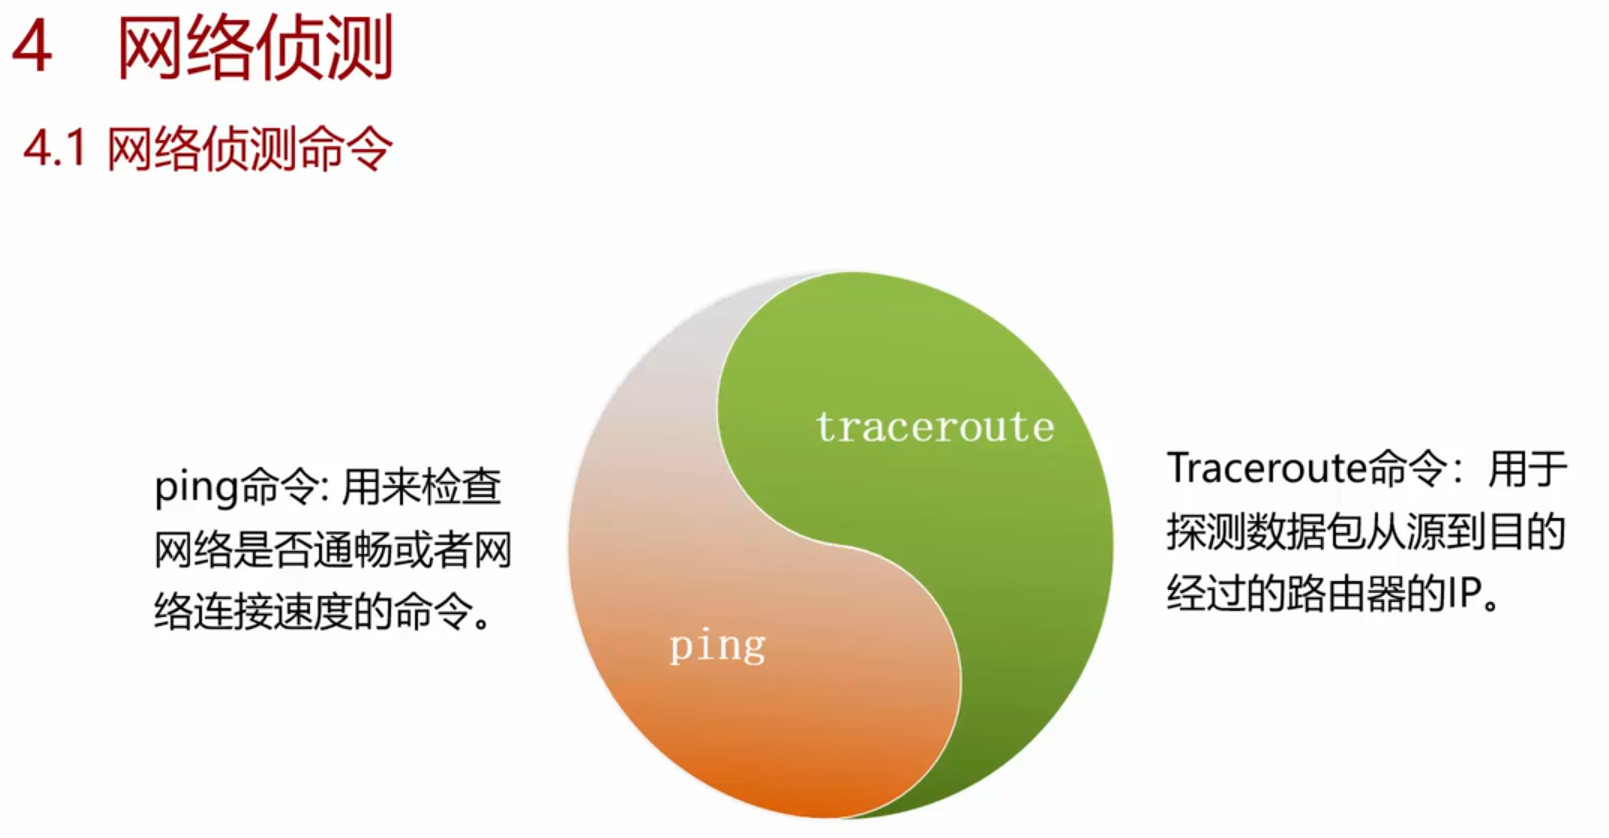 4 网络侦测
4.1 网络侦测命令
traceroute
ping
ping命令: 用来检查
网络是否通畅或者网
络连接速度的命令。
Traceroute命令：用于
探测数据包从源到目的
经过的路由器的IP。